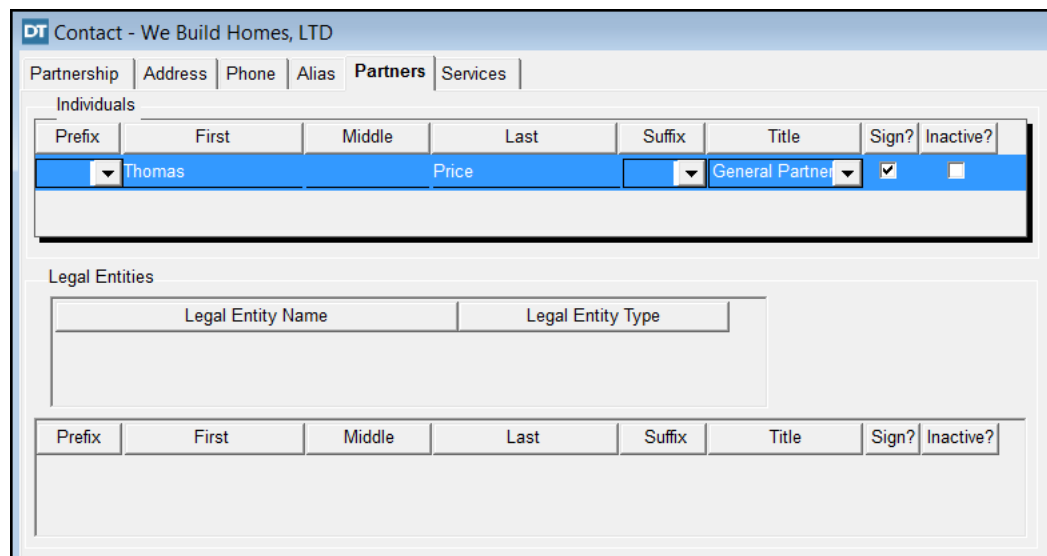 DT Contact - We Build Homes, LTD
Partnership Address Phone Alias Partners Services
Individuals
Prefix First Middle Last Suffix Title Sign? Inactive?
Thomas Price General Partner
Legal Entities
Legal Entity Name Legal Entity Type
Prefix First Middle Last Suffix Title Sign? Inactive?